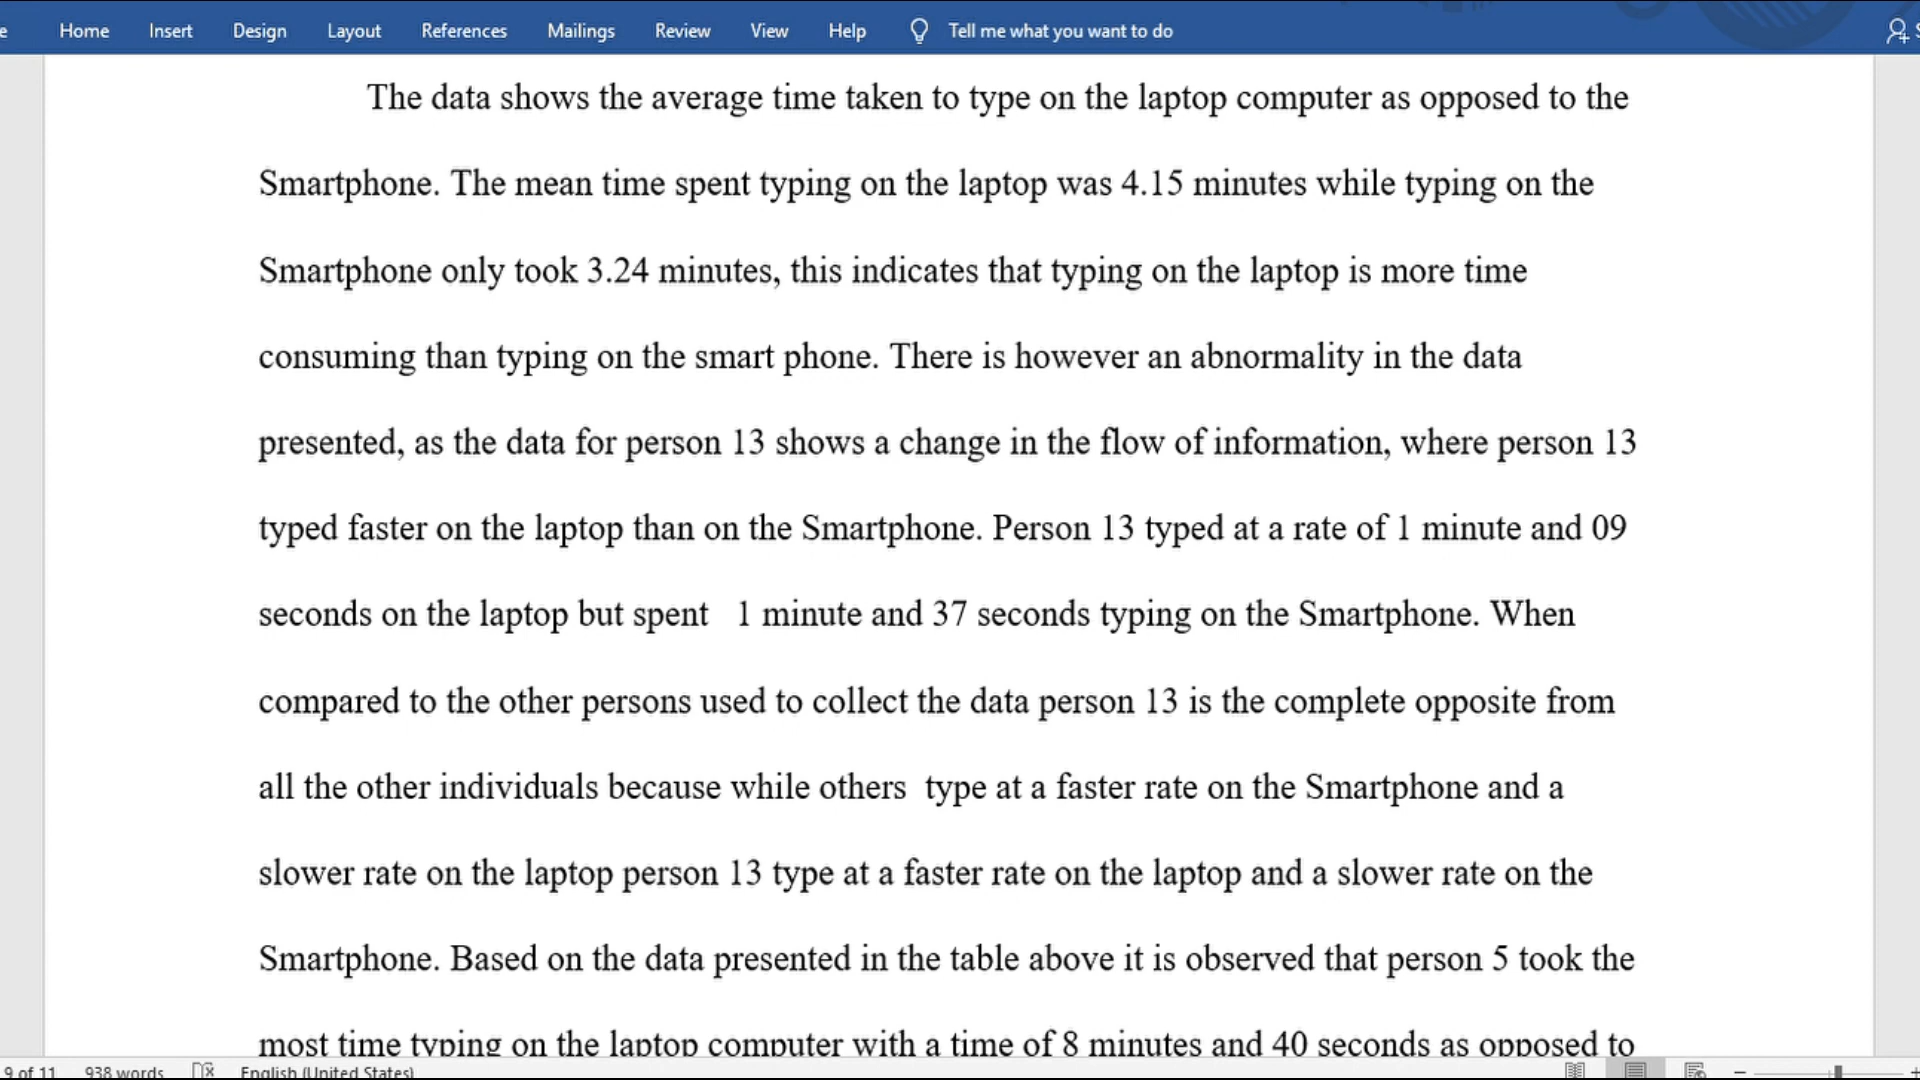 Home Insert Design Layout References Mailings Review View Help Tell me what you want to do
The data shows the average time taken to type on the laptop computer as opposed to the
Smartphone. The mean time spent typing on the laptop was 4.15 minutes while typing on the
Smartphone only took 3.24 minutes, this indicates that typing on the laptop is more time
consuming than typing on the smart phone. There is however an abnormality in the data
presented, as the data for person 13 shows a change in the flow of information, where person 13
typed faster on the laptop than on the Smartphone. Person 13 typed at a rate of 1 minute and 09
seconds on the laptop but spent 1 minute and 37 seconds typing on the Smartphone. When
compared to the other persons used to collect the data person 13 is the complete opposite from
all the other individuals because while others type at a faster rate on the Smartphone and a
slower rate on the laptop person 13 type at a faster rate on the laptop and a slower rate on the
Smartphone. Based on the data presented in the table above it is observed that person 5 took the
most time typing on the laptop computer with a time of 8 minutes and 40 seconds as opposed to
9 of 11 938 words English (United States)